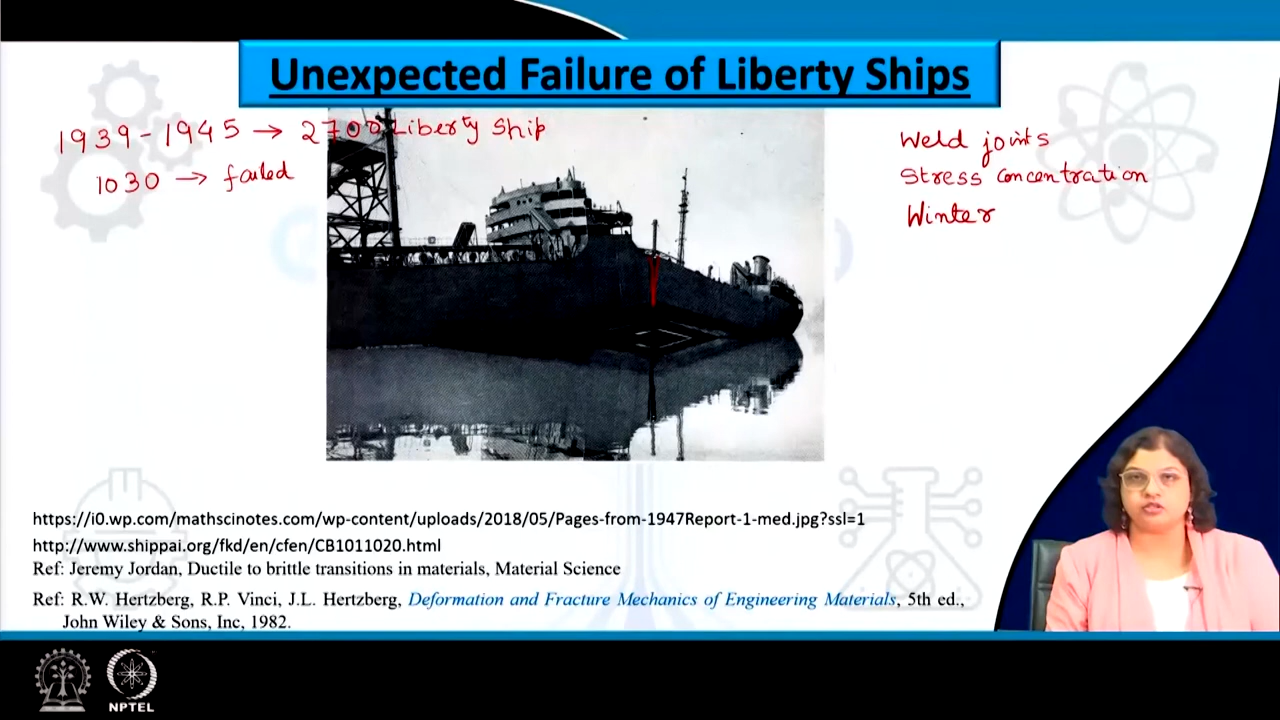 Unexpected Failure of Liberty Ships
1939-1945 → 2700 Liberty Ship
1030 → failed
Weld joints
Stress Concentration
Winter
https://i0.wp.com/mathscinotes.com/wp-content/uploads/2018/05/Pages-from-1947Report-1-med.jpg?ssl=1
http://www.shippai.org/fkd/en/cfen/CB1011020.html
Ref: Jeremy Jordan, Ductile to brittle transitions in materials, Material Science
Ref: R.W. Hertzberg, R.P. Vinci, J.L. Hertzberg, Deformation and Fracture Mechanics of Engineering Materials, 5th ed.,
John Wiley & Sons, Inc, 1982.
NPTEL